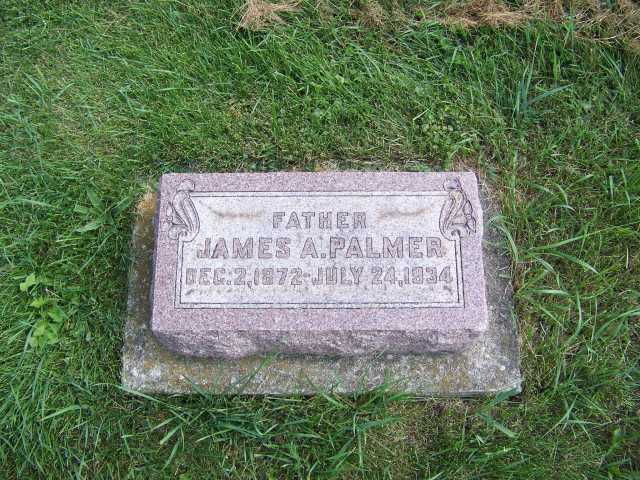 FATHER
JAMES A. PALMER
DEC. 2, 1872 - JULY 24, 1934